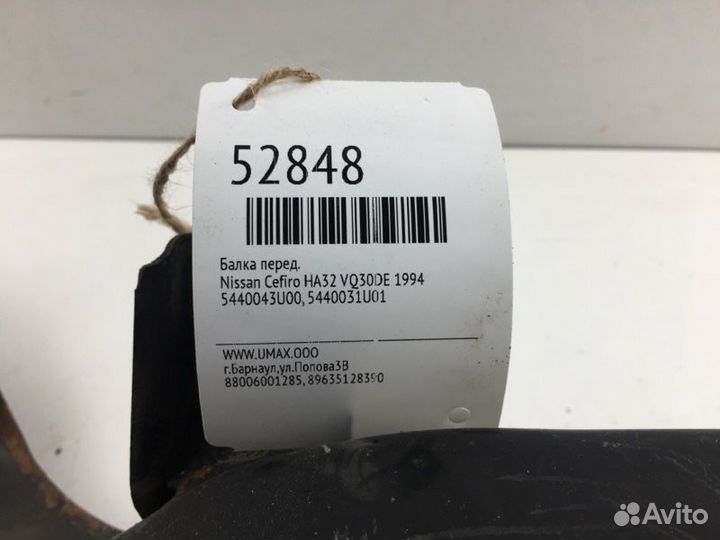 52848
Балка перед.
Nissan Cefiro HA32 VQ30DE 1994
5440043U00, 5440031U01
WWW.UMAX.OOO
г.Барнаул,ул.Попова3В
88006001285, 89635128390
Avito